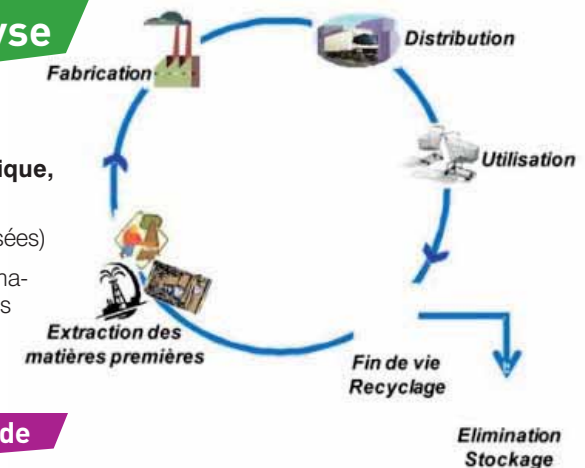 yse
Fabrication
Distribution
ique,
Utilisation
sées)
na-
s
Extraction des
matières premières
Fin de vie
Recyclage
de
Elimination
Stockage